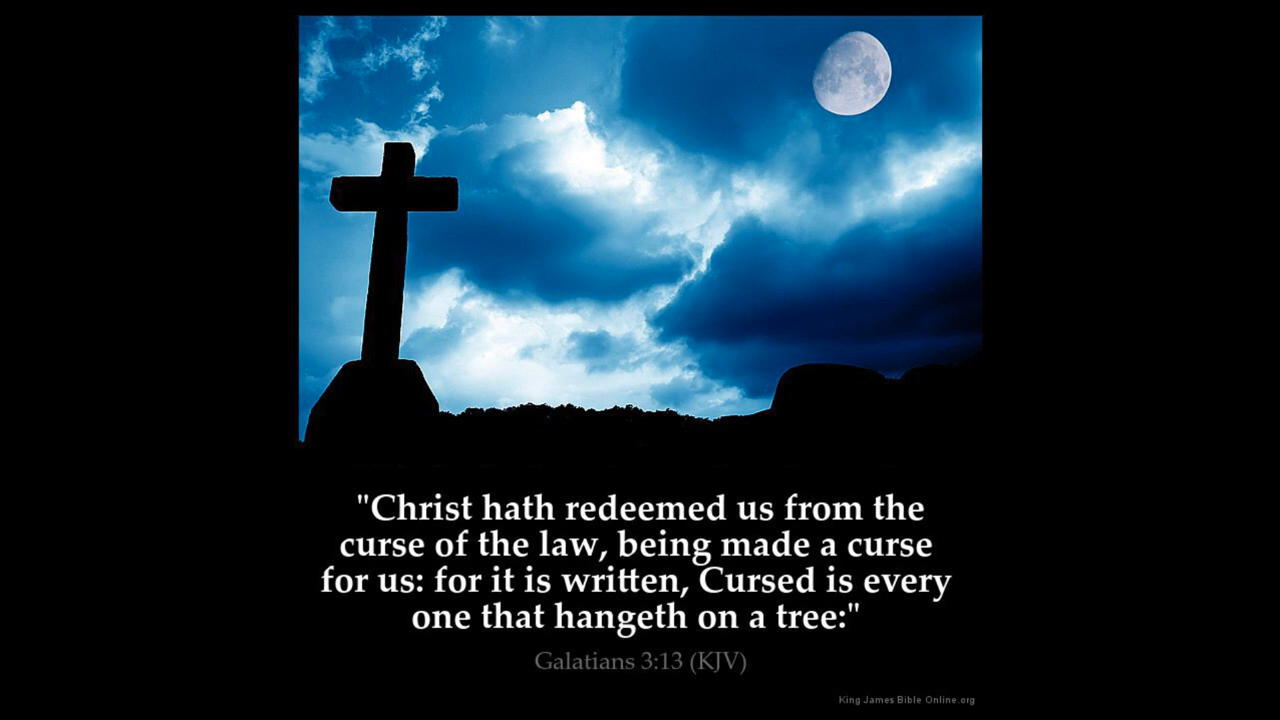 "Christ hath redeemed us from the
curse of the law, being made a curse
for us: for it is written, Cursed is every
one that hangeth on a tree:"
Galatians 3:13 (KJV)
King James Bible Online.org